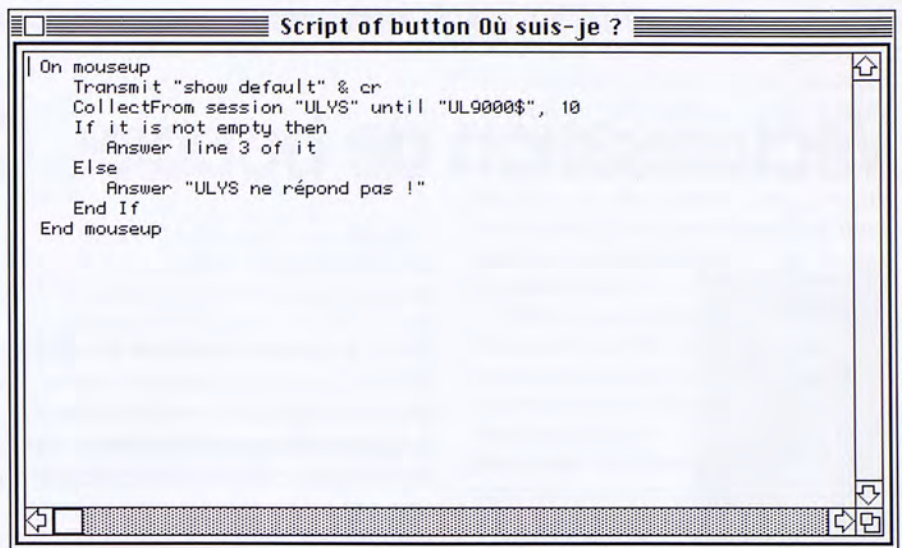 Script of button Où suis-je ?
On mouseup
Transmit "show default" & cr
CollectFrom session "ULYS" until "UL9000$", 10
If it is not empty then
Answer line 3 of it
Else
Answer "ULYS ne répond pas !"
End If
End mouseup